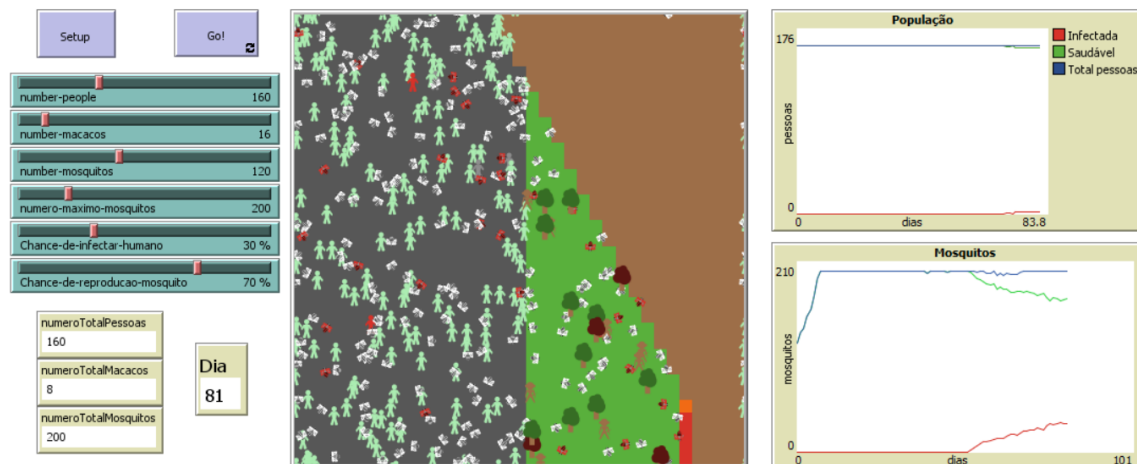 Setup
Go!
number-people 160
number-macacos 16
number-mosquitos 120
numero-maximo-mosquitos 200
Chance-de-infectar-humano 30 %
Chance-de-reproducao-mosquito 70 %
numeroTotalPessoas
160
numeroTotalMacacos
8
numeroTotalMosquitos
200
Dia
81
População
176
pessoas
0
0 dias 83.8
Infectada
Saudável
Total pessoas
Mosquitos
210
mosquitos
0
0 dias 101